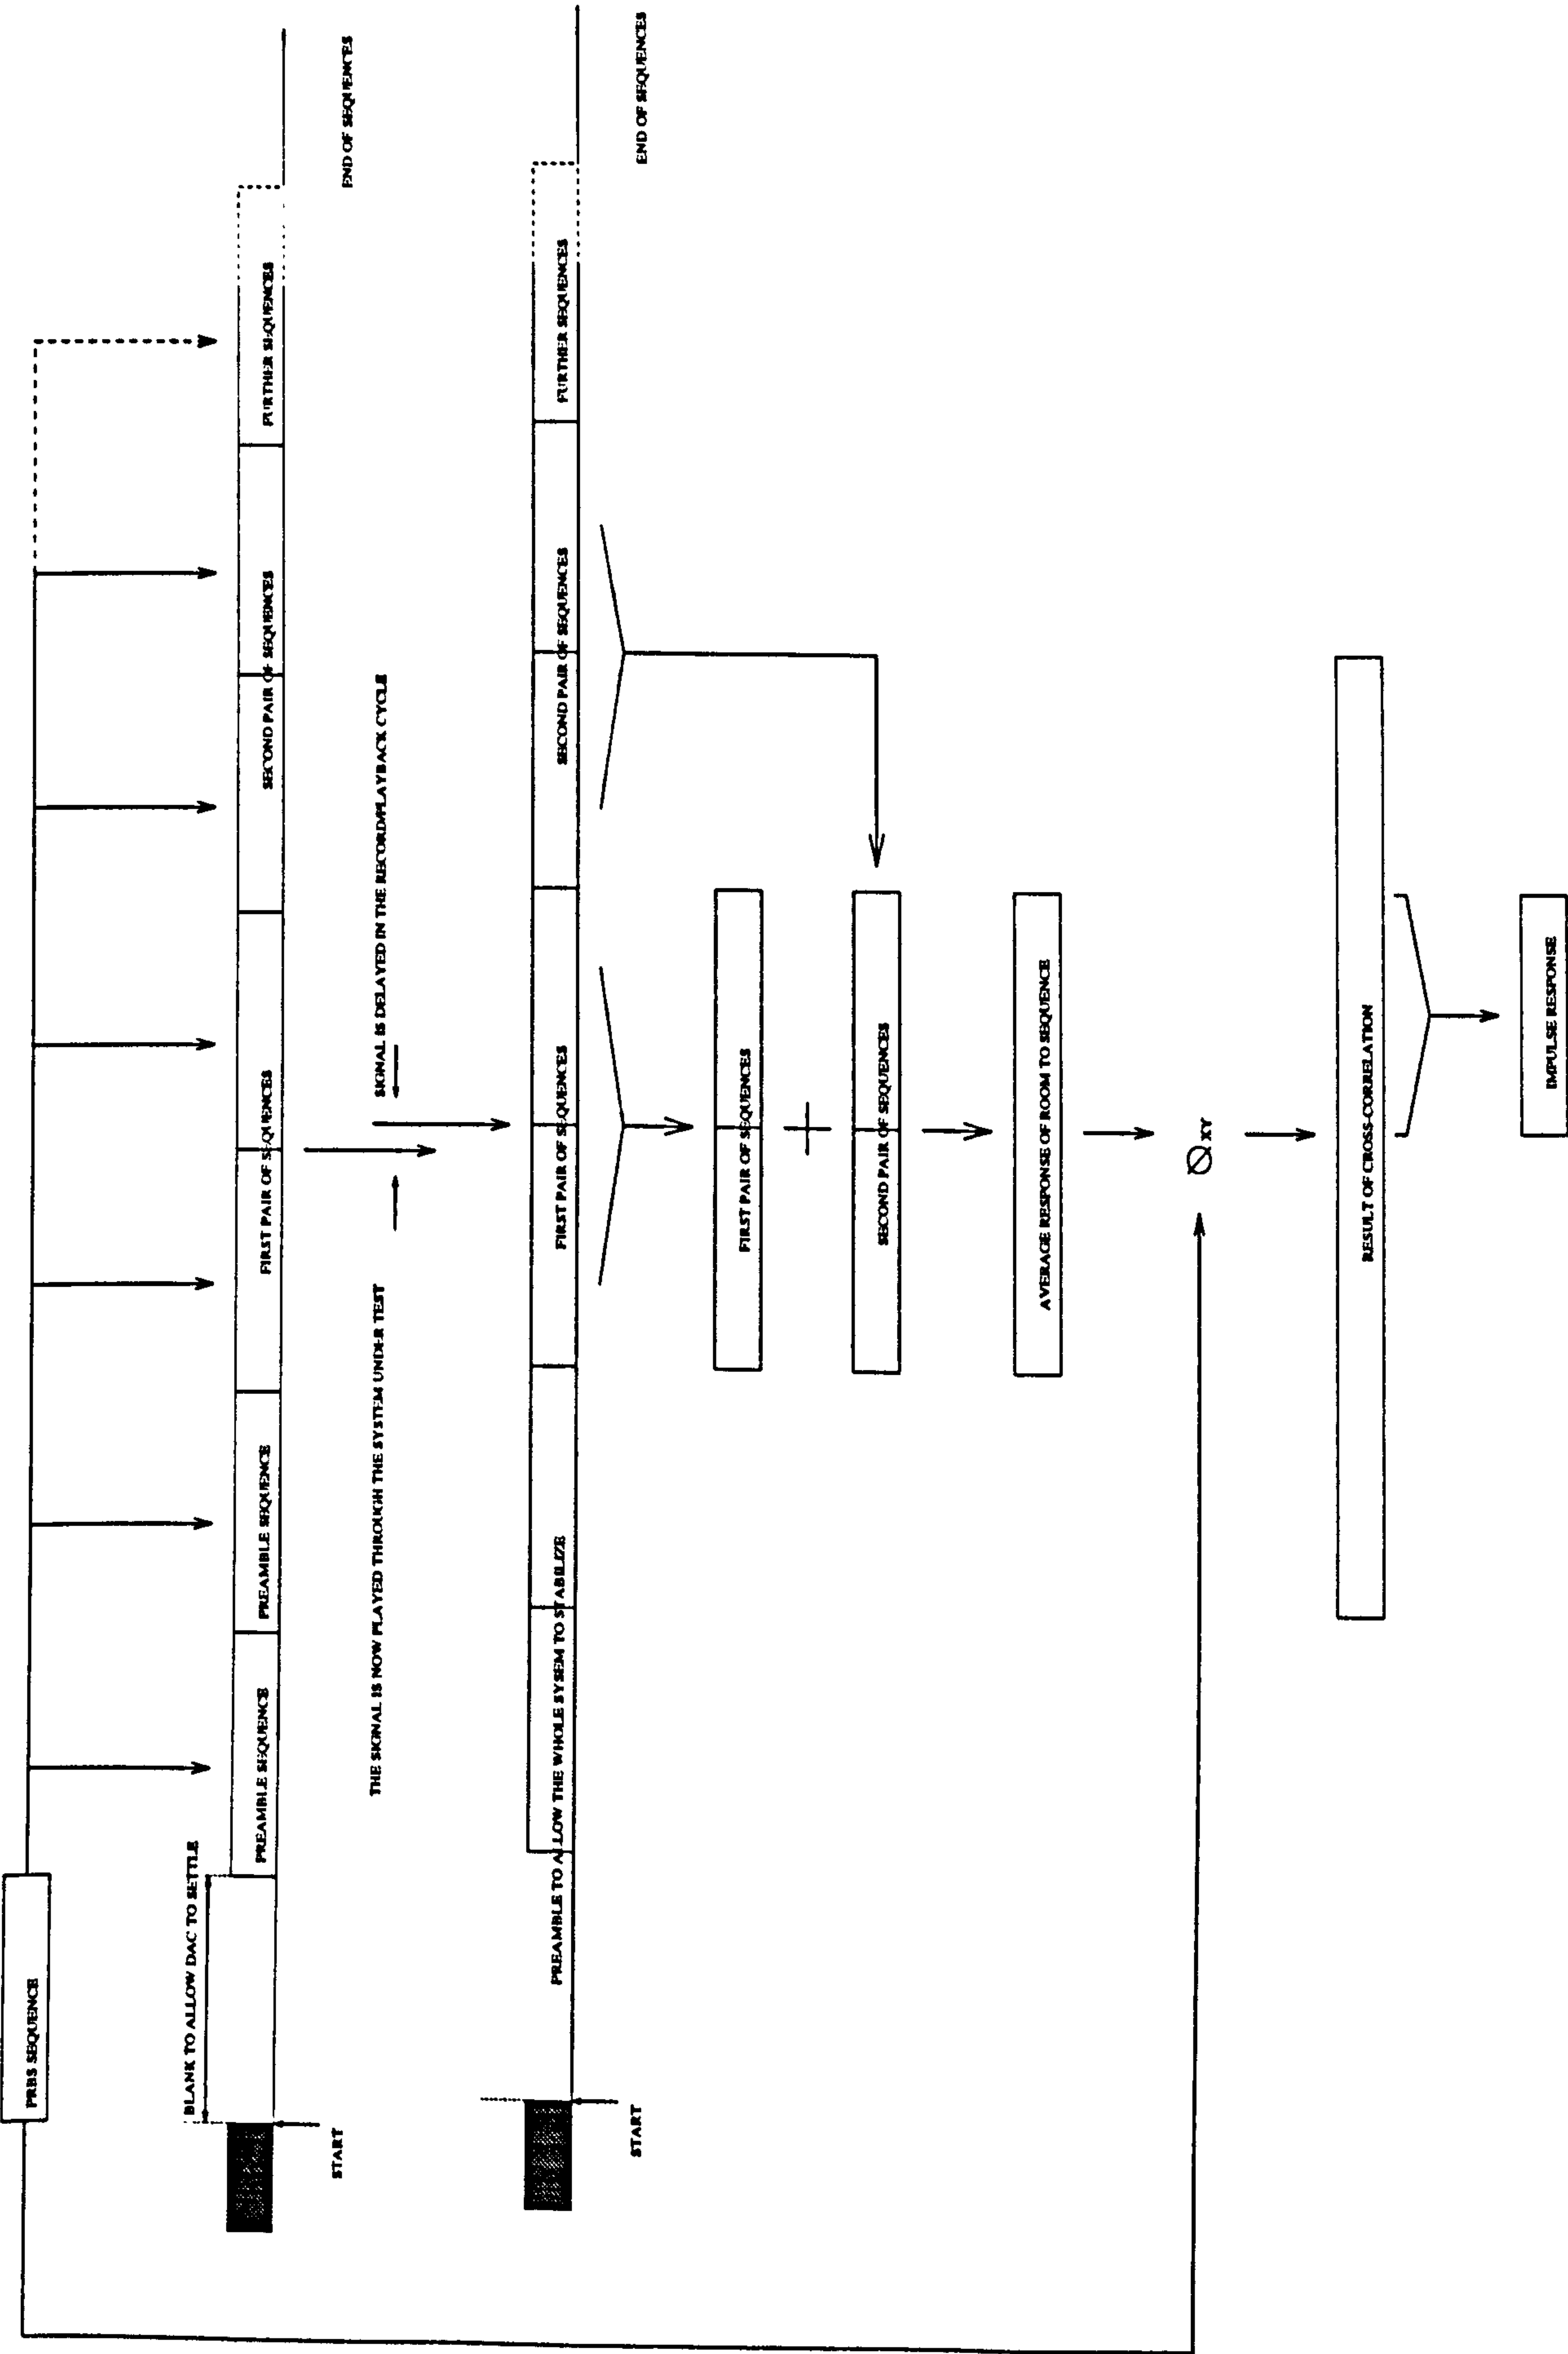 PRBS SEQUENCE
BLANK TO ALLOW DAC TO SETTLE
PREAMBLE SEQUENCE
PREAMBLE SEQUENCE
FIRST PAIR OF SEQUENCES
SECOND PAIR OF SEQUENCES
FURTHER SEQUENCES
START
END OF SEQUENCES
THE SIGNAL IS NOW PLAYED THROUGH THE SYSTEM UNDER TEST
SIGNAL IS DELAYED IN THE RECORD/PLAYBACK CYCLE
PREAMBLE TO ALLOW THE WHOLE SYSEM TO STABILIZE
FIRST PAIR OF SEQUENCES
SECOND PAIR OF SEQUENCES
FURTHER SEQUENCES
START
END OF SEQUENCES
FIRST PAIR OF SEQUENCES
+
SECOND PAIR OF SEQUENCES
AVERAGE RESPONSE OF ROOM TO SEQUENCE
∅ XY
RESULT OF CROSS-CORRELATION
IMPULSE RESPONSE